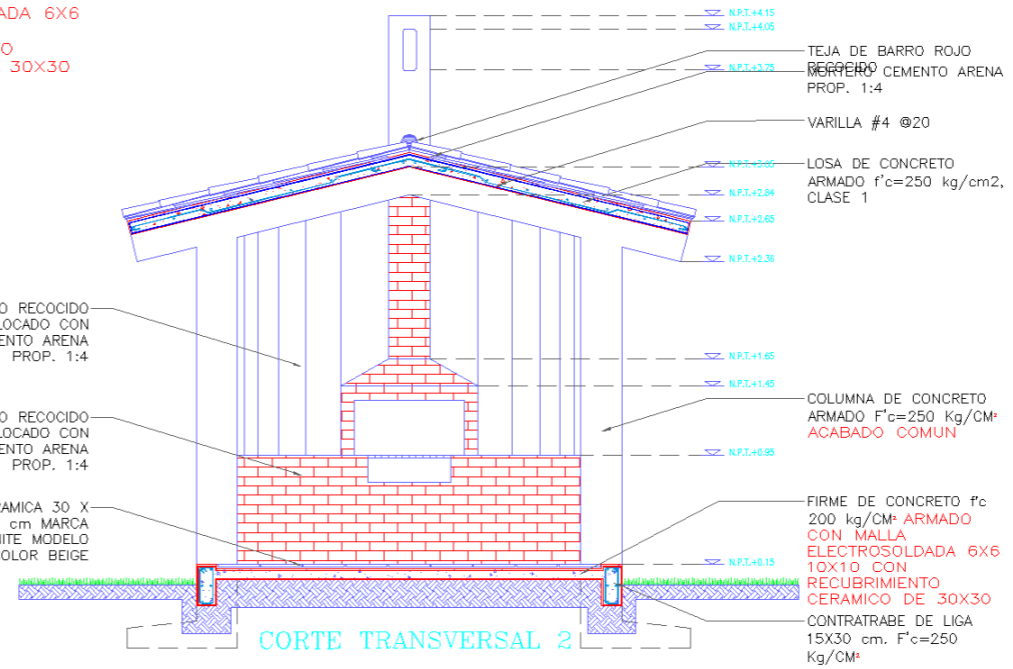 ADA 6X6
O
30X30
N.P.T.+4.15
N.P.T.+4.05
N.P.T.+3.75
TEJA DE BARRO ROJO
RECOCIDO
MORTERO CEMENTO ARENA
PROP. 1:4
VARILLA #4 @20
LOSA DE CONCRETO
ARMADO f'c=250 kg/cm2,
CLASE 1
N.P.T.+2.84
N.P.T.+2.65
N.P.T.+2.36
O RECOCIDO
LOCADO CON
ENTO ARENA
PROP. 1:4
N.P.T.+1.65
N.P.T.+1.45
COLUMNA DE CONCRETO
ARMADO F'c=250 Kg/CM²
ACABADO COMUN
O RECOCIDO
LOCADO CON
ENTO ARENA
PROP. 1:4
N.P.T.+0.95
RAMICA 30 X
cm MARCA
NITE MODELO
OLOR BEIGE
FIRME DE CONCRETO f'c
200 kg/CM² ARMADO
CON MALLA
ELECTROSOLDADA 6X6
10X10 CON
RECUBRIMIENTO
CERAMICO DE 30X30
N.P.T.+0.15
CONTRATRABE DE LIGA
15X30 cm. F'c=250
Kg/CM²
CORTE TRANSVERSAL 2